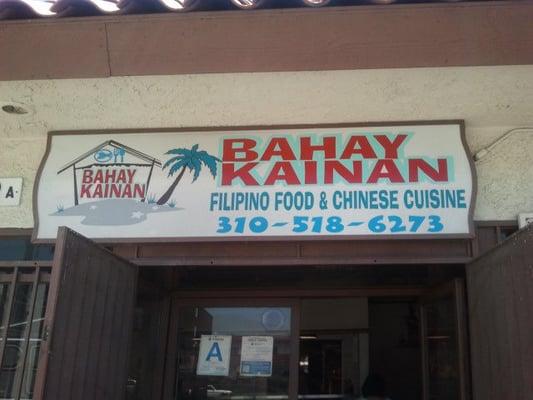 BAHAY
KAINAN
BAHAY
KAINAN
FILIPINO FOOD & CHINESE CUISINE
310-518-6273
A
A